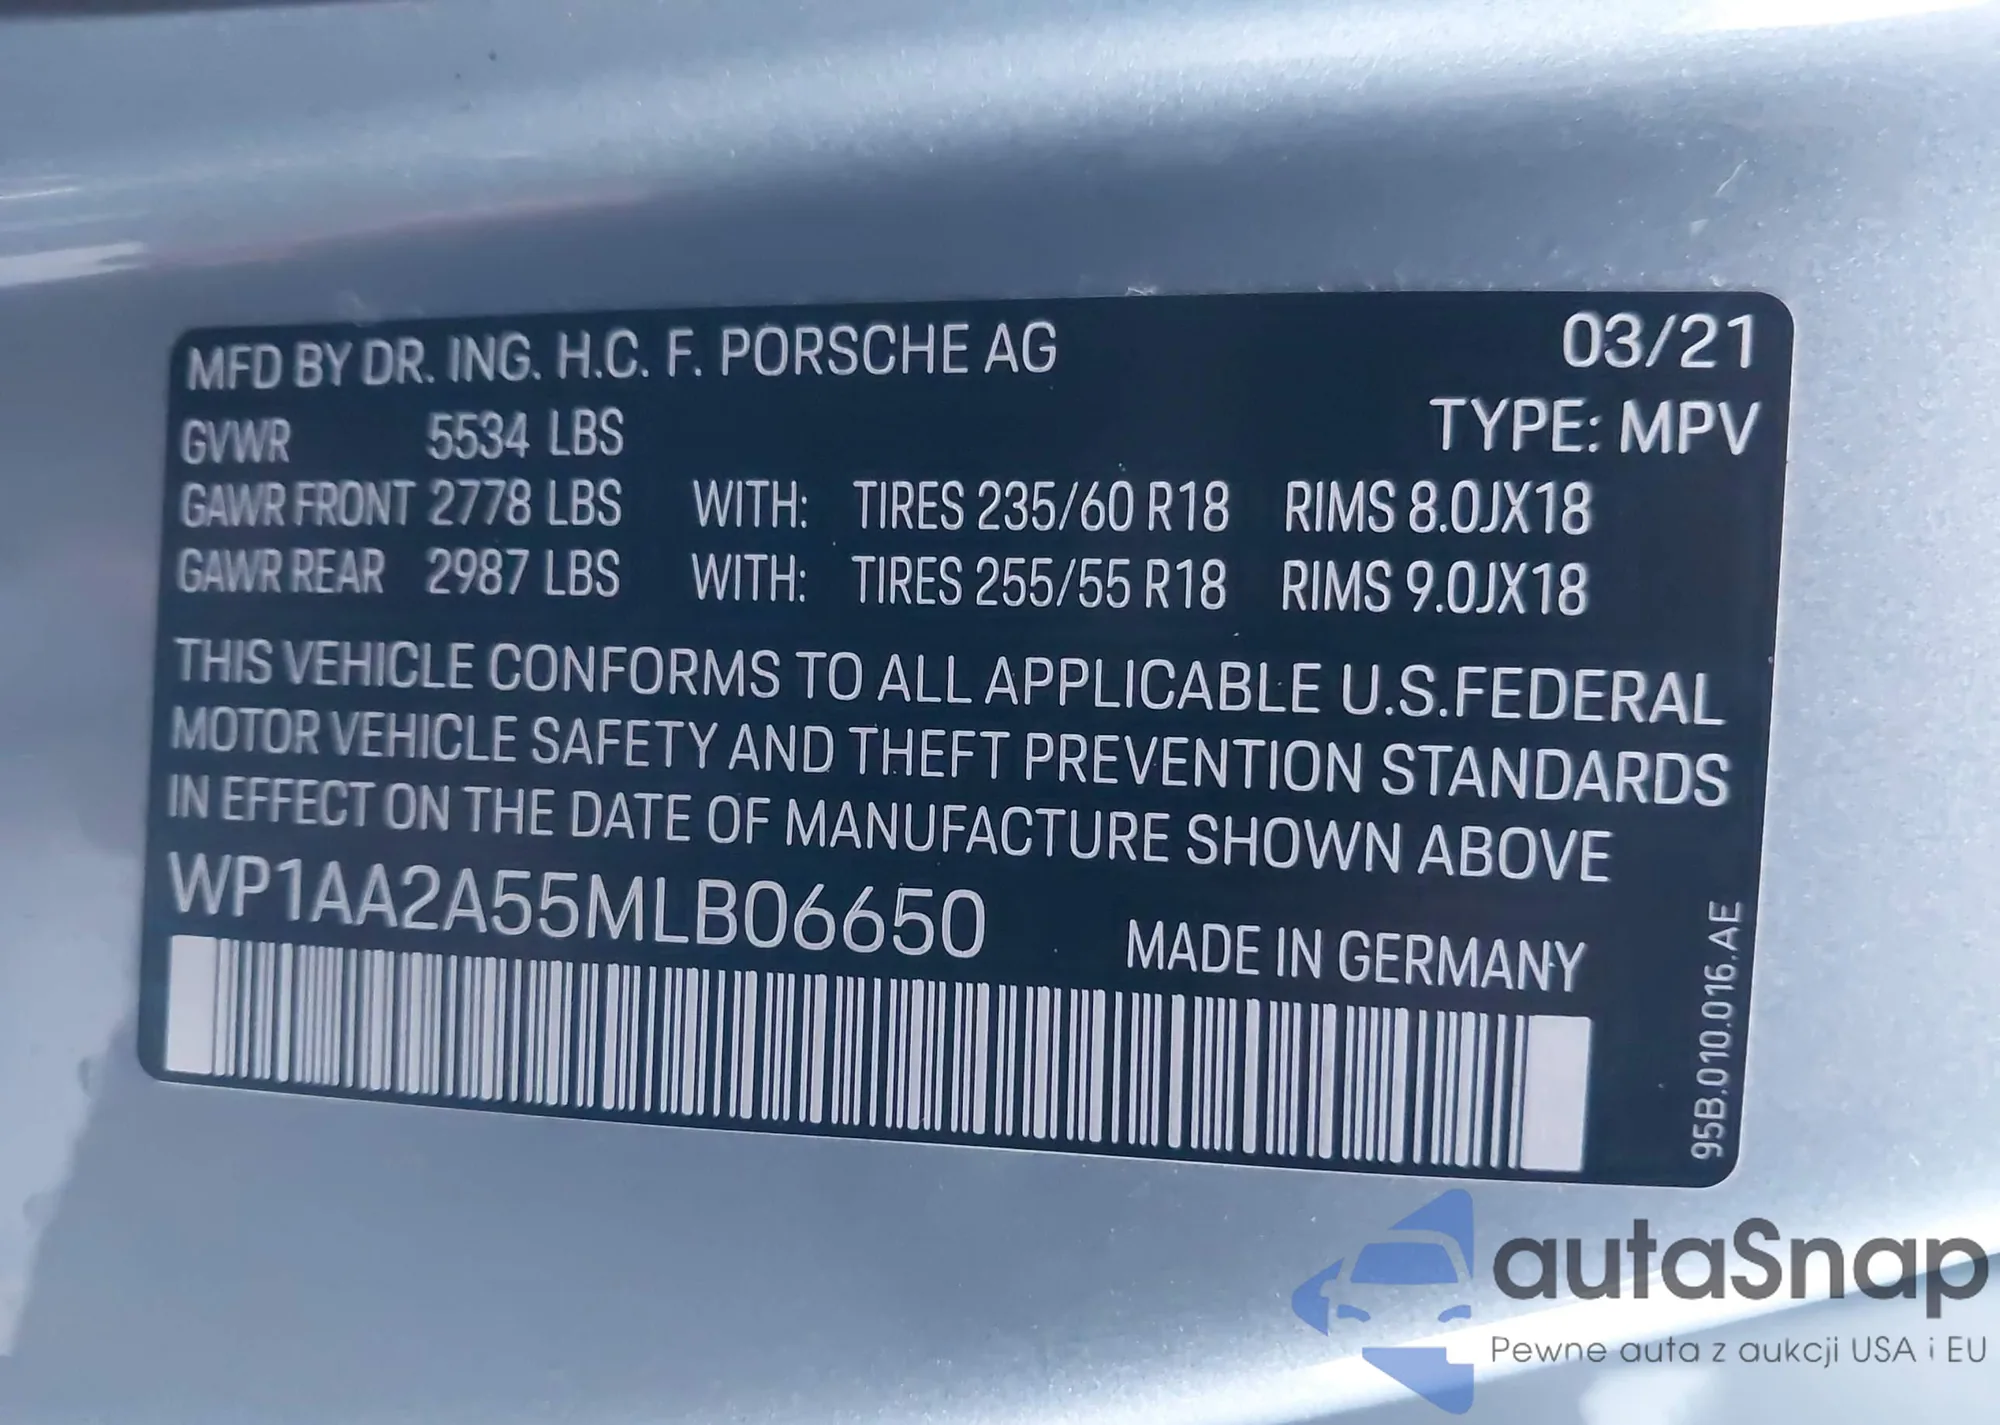 MFD BY DR. ING. H.C. F. PORSCHE AG 03/21
GVWR 5534 LBS TYPE: MPV
GAWR FRONT 2778 LBS WITH: TIRES 235/60 R18 RIMS 8.0JX18
GAWR REAR 2987 LBS WITH: TIRES 255/55 R18 RIMS 9.0JX18
THIS VEHICLE CONFORMS TO ALL APPLICABLE U.S.FEDERAL
MOTOR VEHICLE SAFETY AND THEFT PREVENTION STANDARDS
IN EFFECT ON THE DATE OF MANUFACTURE SHOWN ABOVE
WP1AA2A55MLB06650
MADE IN GERMANY
95B.010.016.AE
autaSnap
Pewne auta z aukcji USA i EU